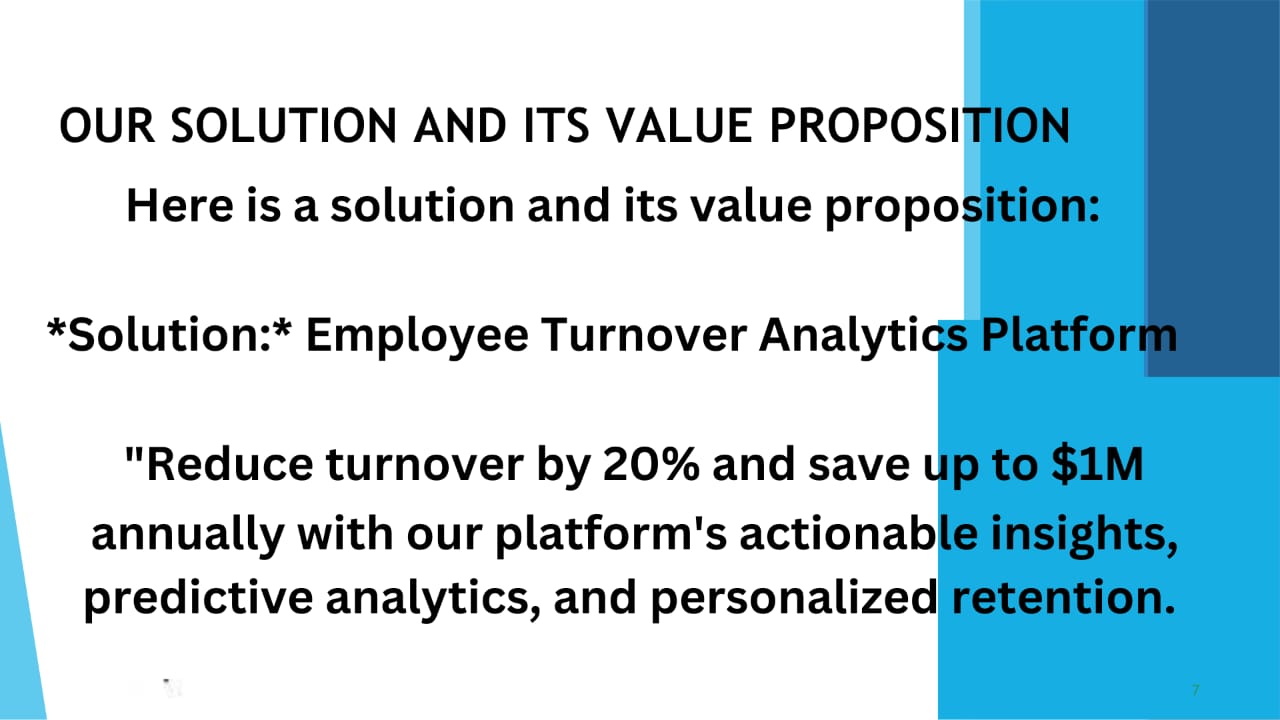 OUR SOLUTION AND ITS VALUE PROPOSITION
Here is a solution and its value proposition:
*Solution:* Employee Turnover Analytics Platform
"Reduce turnover by 20% and save up to $1M
annually with our platform's actionable insights,
predictive analytics, and personalized retention.
7